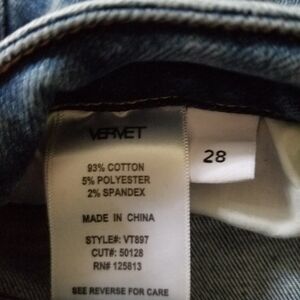 VERVET
93% COTTON
5% POLYESTER
2% SPANDEX
MADE IN CHINA
STYLE#: VT897
CUT#: 50128
RN# 125813
SEE REVERSE FOR CARE
28